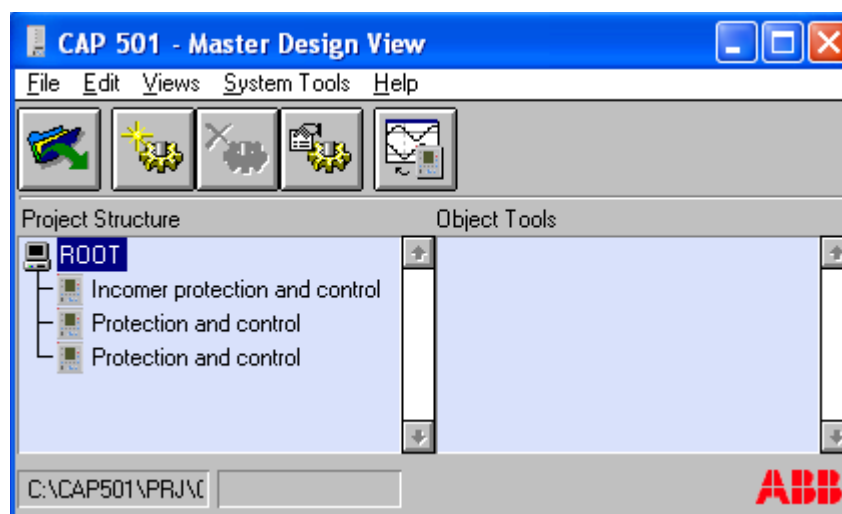 CAP 501 - Master Design View
File Edit Views System Tools Help
Project Structure
Object Tools
ROOT
Incomer protection and control
Protection and control
Protection and control
C:\CAP501\PRJ\
ABB